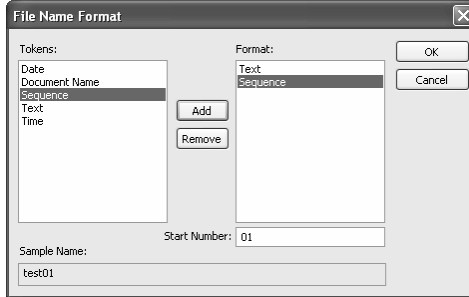 File Name Format
Tokens:
Format:
OK
Date
Document Name
Sequence
Text
Time
Text
Sequence
Cancel
Add
Remove
Start Number: 01
Sample Name:
test01